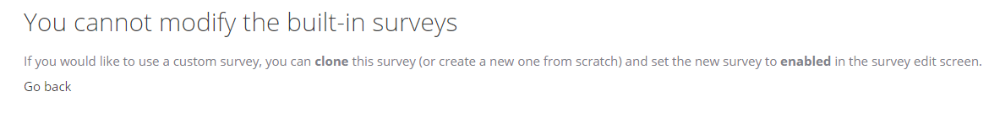 You cannot modify the built-in surveys
If you would like to use a custom survey, you can clone this survey (or create a new one from scratch) and set the new survey to enabled in the survey edit screen.
Go back